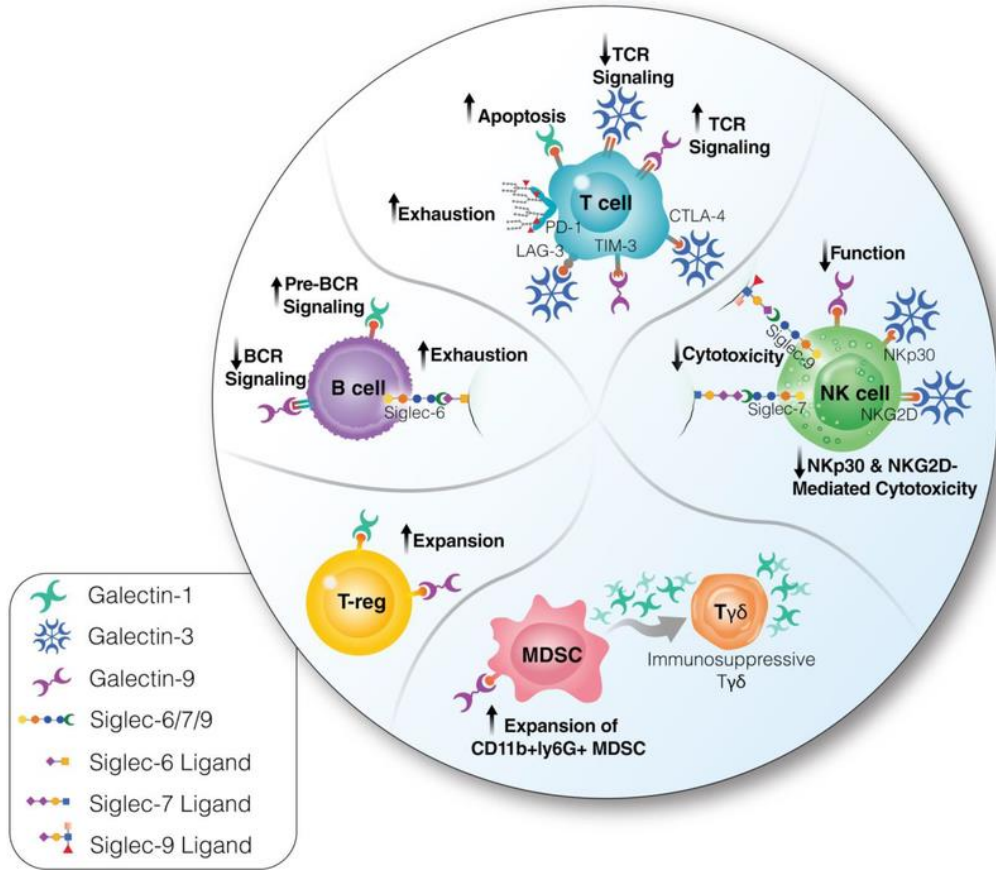 TCR
Signaling
Apoptosis
TCR
Signaling
Exhaustion
T cell
PD-1
CTLA-4
LAG-3
TIM-3
Function
Pre-BCR
Signaling
BCR
Signaling
Exhaustion
B cell
Siglec-6
Cytotoxicity
Siglec-9
NKp30
Siglec-7
NK cell
NKG2D
NKp30 & NKG2D-
Mediated Cytotoxicity
Expansion
T-reg
MDSC
Tγδ
Immunosuppressive
Tγδ
Expansion of
CD11b+ly6G+ MDSC
Galectin-1
Galectin-3
Galectin-9
Siglec-6/7/9
Siglec-6 Ligand
Siglec-7 Ligand
Siglec-9 Ligand